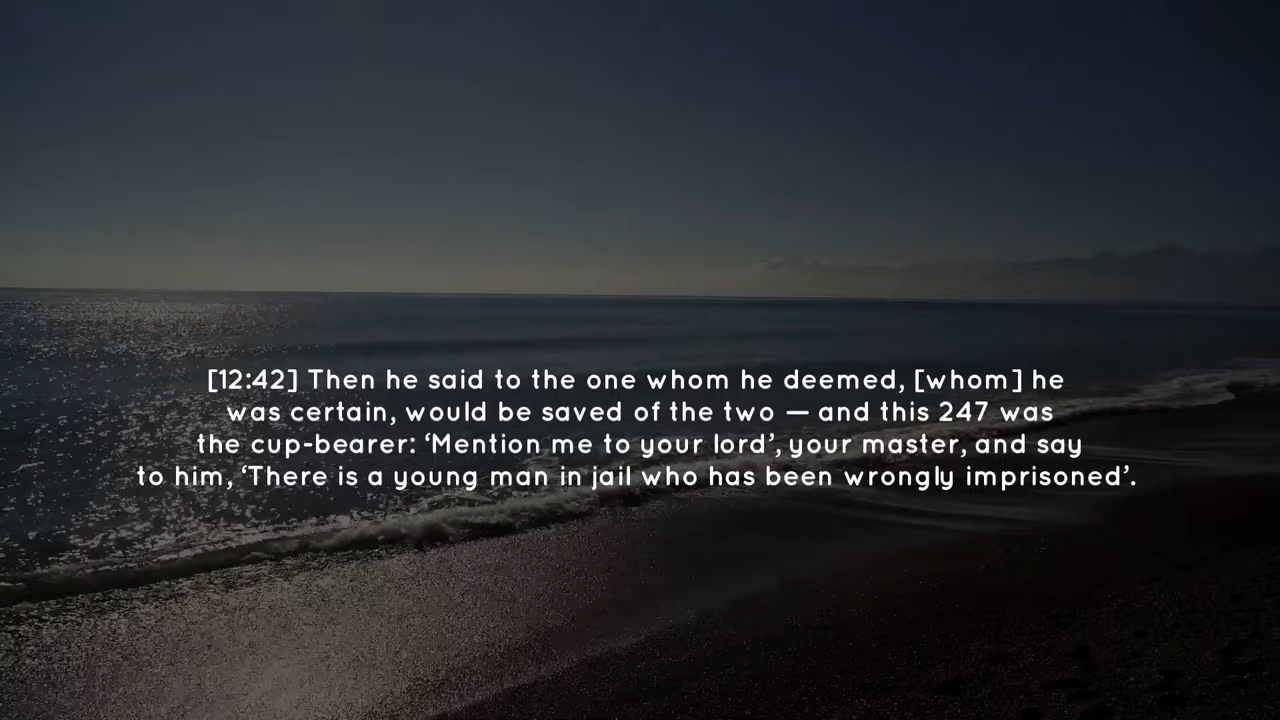 [12:42] Then he said to the one whom he deemed, [whom] he
was certain, would be saved of the two — and this 247 was
the cup-bearer: ‘Mention me to your lord’, your master, and say
to him, ‘There is a young man in jail who has been wrongly imprisoned’.